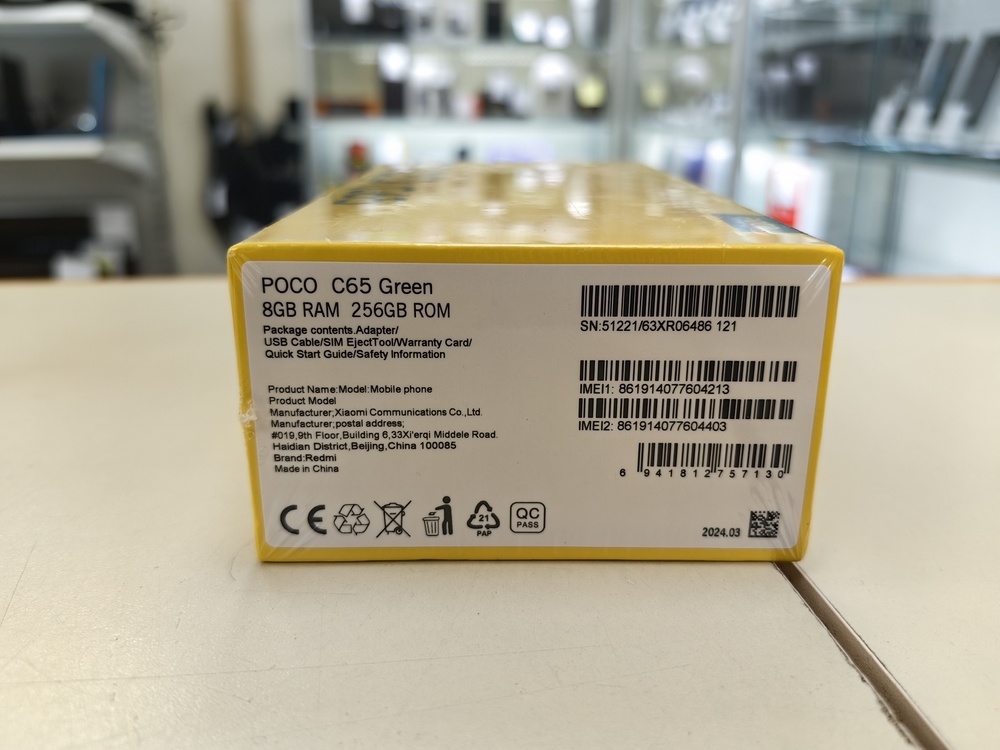 POCO C65 Green
8GB RAM 256GB ROM
Package contents.Adapter/
USB Cable/SIM EjectTool/Warranty Card/
Quick Start Guide/Safety Information
Product Name:Model:Mobile phone
Product Model
Manufacturer;Xiaomi Communications Co.,Ltd.
Manufacturer;postal address;
#019,9th Floor,Building 6,33Xi'erqi Middele Road.
Haidian District,Beijing,China 100085
Brand:Redmi
Made in China
CE
21
PAP
QC
PASS
SN:51221/63XR06486 121
IMEI1: 861914077604213
IMEI2: 861914077604403
6 941812 757130
2024.03